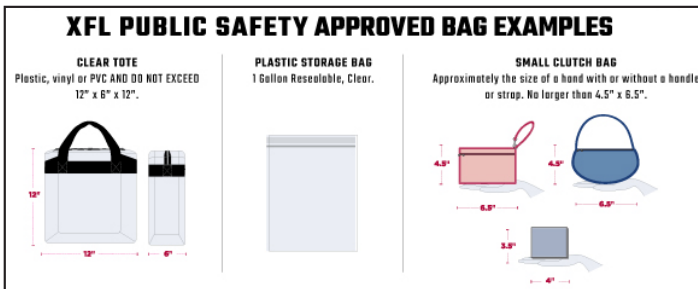 XFL PUBLIC SAFETY APPROVED BAG EXAMPLES
CLEAR TOTE
Plastic, vinyl or PVC AND DO NOT EXCEED
12" x 6" x 12".
12"
12"
6"
PLASTIC STORAGE BAG
1 Gallon Resealable, Clear.
SMALL CLUTCH BAG
Approximately the size of a hand with or without a handle
or strap. No larger than 4.5" x 6.5".
4.5"
6.5"
4.5"
6.5"
3.5"
4"